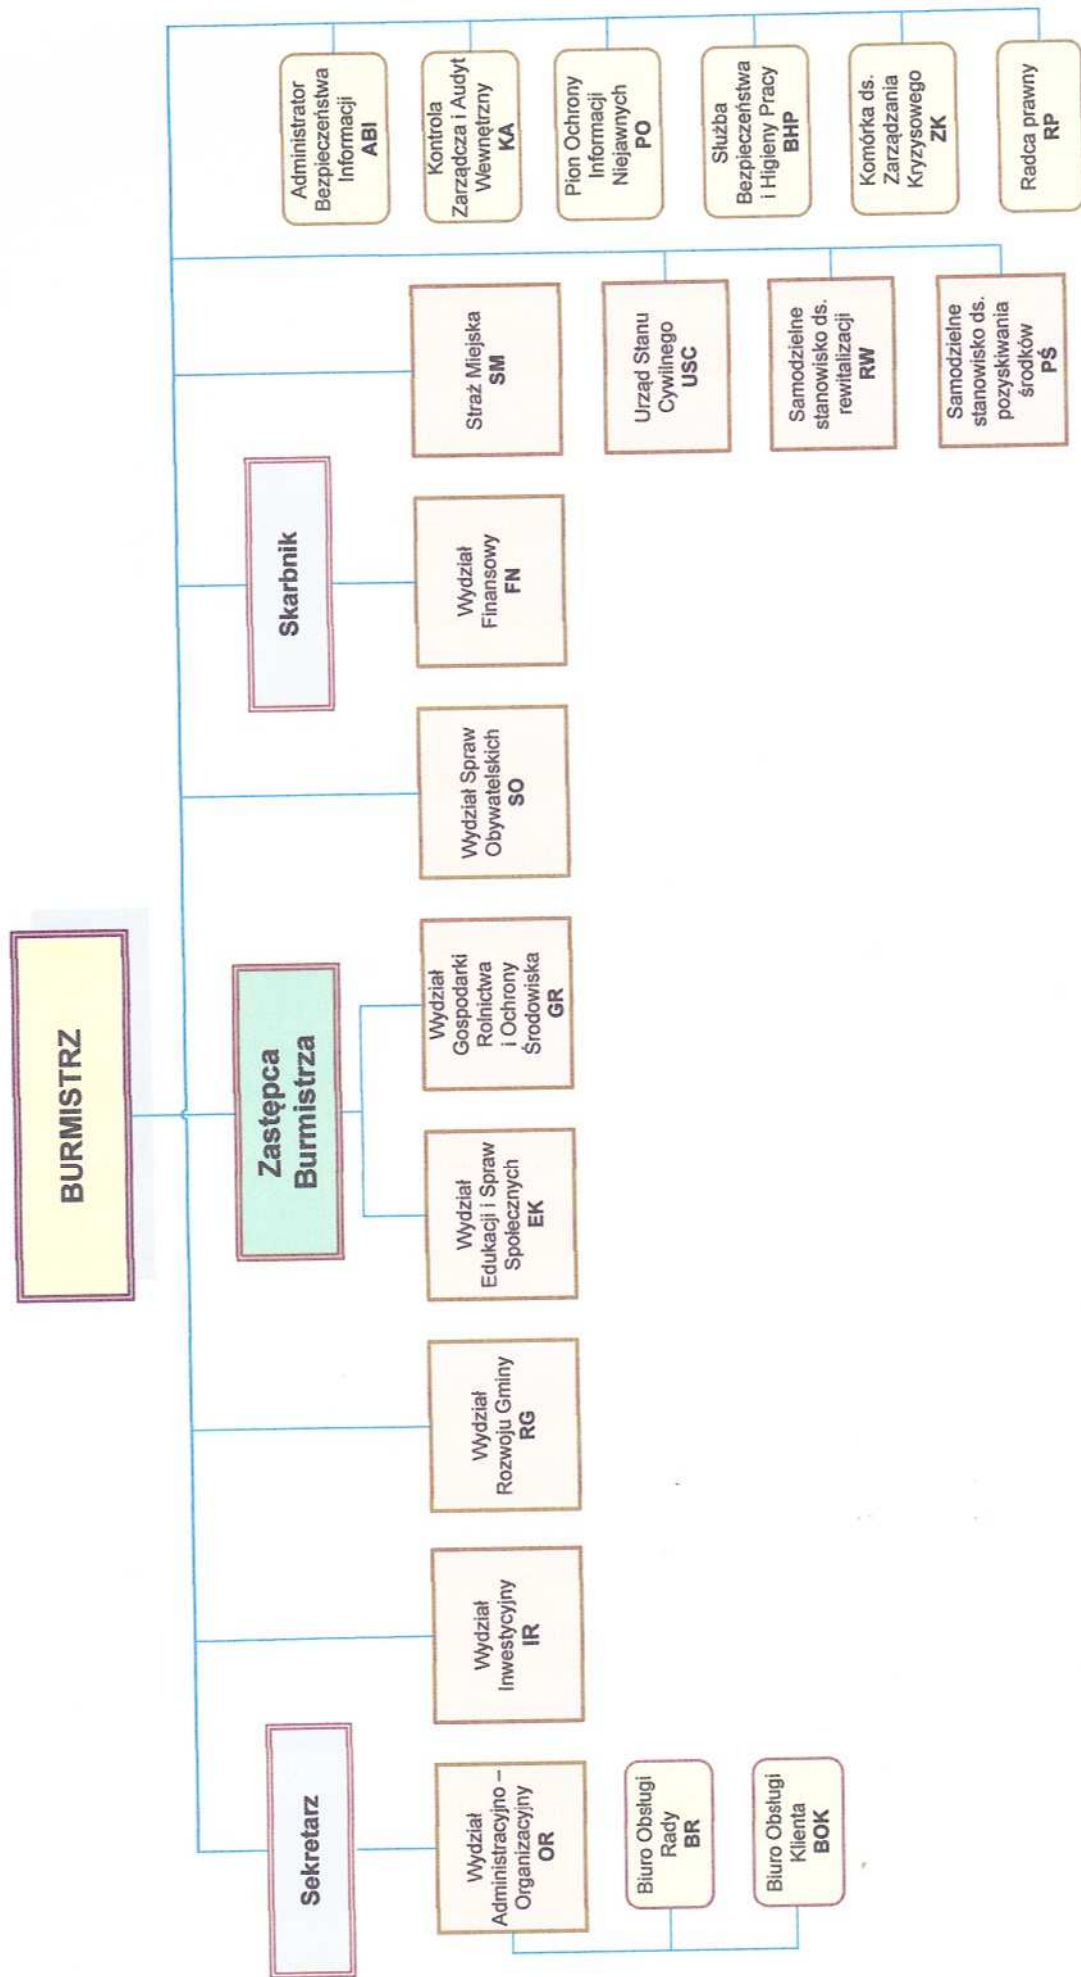 BURMISTRZ
Sekretarz
Zastępca
Burmistrza
Skarbnik
Wydział
Administracyjno –
Organizacyjny
OR
Wydział
Inwestycyjny
IR
Wydział
Rozwoju Gminy
RG
Wydział
Edukacji i Spraw
Społecznych
EK
Wydział
Gospodarki
Rolnictwa
i Ochrony
Środowiska
GR
Wydział Spraw
Obywatelskich
SO
Wydział
Finansowy
FN
Straż Miejska
SM
Biuro Obsługi
Rady
BR
Biuro Obsługi
Klienta
BOK
Urząd Stanu
Cywilnego
USC
Samodzielne
stanowisko ds.
rewitalizacji
RW
Samodzielne
stanowisko ds.
pozyskiwania
środków
PŚ
Administrator
Bezpieczeństwa
Informacji
ABI
Kontrola
Zarządcza i Audyt
Wewnętrzny
KA
Pion Ochrony
Informacji
Niejawnych
PO
Służba
Bezpieczeństwa
i Higieny Pracy
BHP
Komórka ds.
Zarządzania
Kryzysowego
ZK
Radca prawny
RP